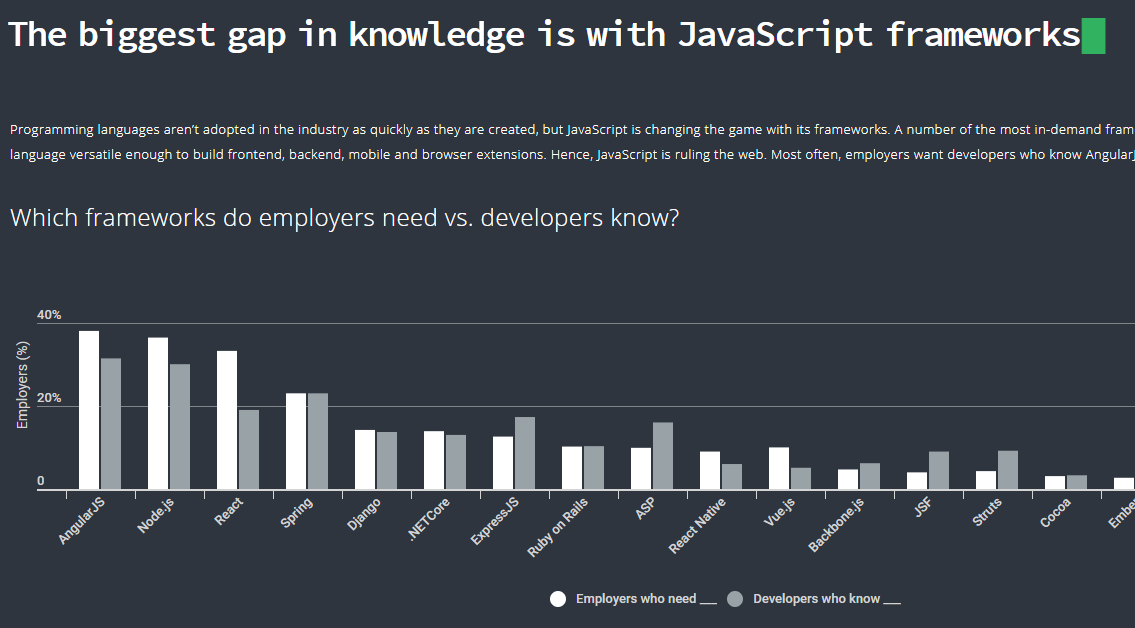 The biggest gap in knowledge is with JavaScript frameworks
Programming languages aren’t adopted in the industry as quickly as they are created, but JavaScript is changing the game with its frameworks. A number of the most in-demand fram
language versatile enough to build frontend, backend, mobile and browser extensions. Hence, JavaScript is ruling the web. Most often, employers want developers who know AngularJ
Which frameworks do employers need vs. developers know?
40%
20%
0
Employers (%)
AngularJS
Node.js
React
Spring
Django
.NETCore
ExpressJS
Ruby on Rails
ASP
React Native
Vue.js
Backbone.js
JSF
Struts
Cocoa
Embe
Employers who need ___
Developers who know ___